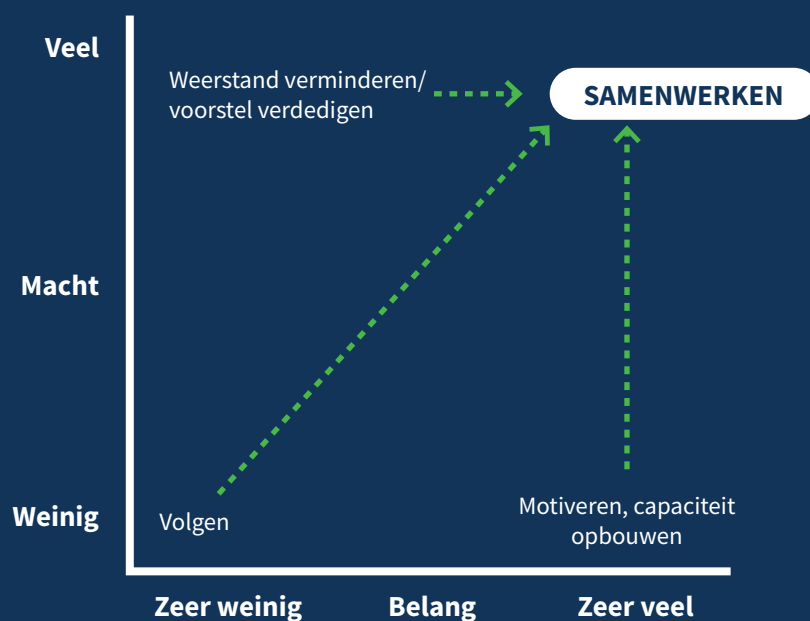 Veel
Weerstand verminderen/
voorstel verdedigen
SAMENWERKEN
Macht
Weinig
Volgen
Motiveren, capaciteit
opbouwen
Zeer weinig
Belang
Zeer veel